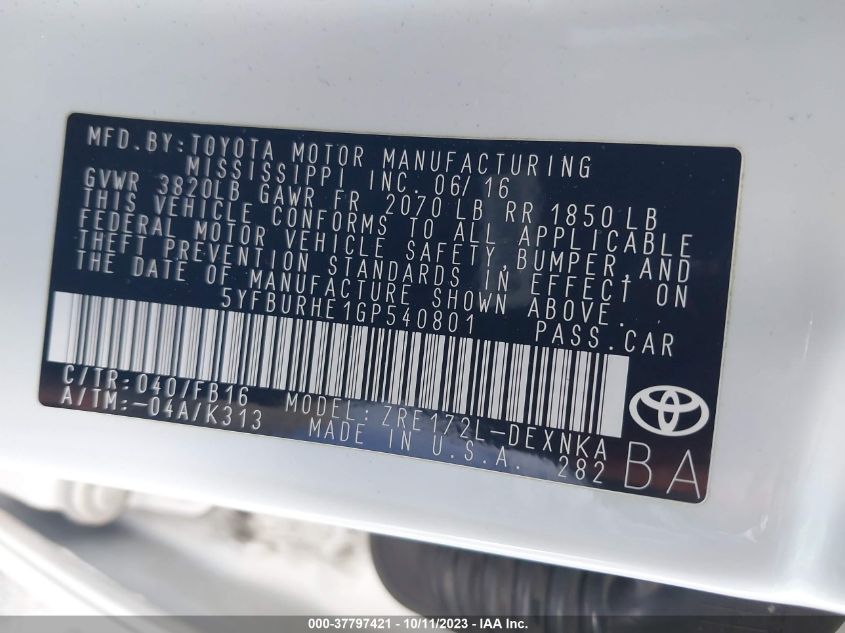 MFD.BY:TOYOTA MOTOR MANUFACTURING
MISSISSIPPI INC. 06/16
GVWR 3820LB GAWR FR 2070 LB RR 1850 LB
THIS VEHICLE CONFORMS TO ALL APPLICABLE
FEDERAL MOTOR VEHICLE SAFETY,BUMPER,AND
THEFT PREVENTION STANDARDS IN EFFECT ON
THE DATE OF MANUFACTURE SHOWN ABOVE.
5YFBURHE1GP540801 PASS.CAR
C/TR:040/FB16 MODEL:ZRE172L-DEXNKA
A/TM:-04A/K313 MADE IN U.S.A. 282
BA
000-37797421 - 10/11/2023 - IAA Inc.